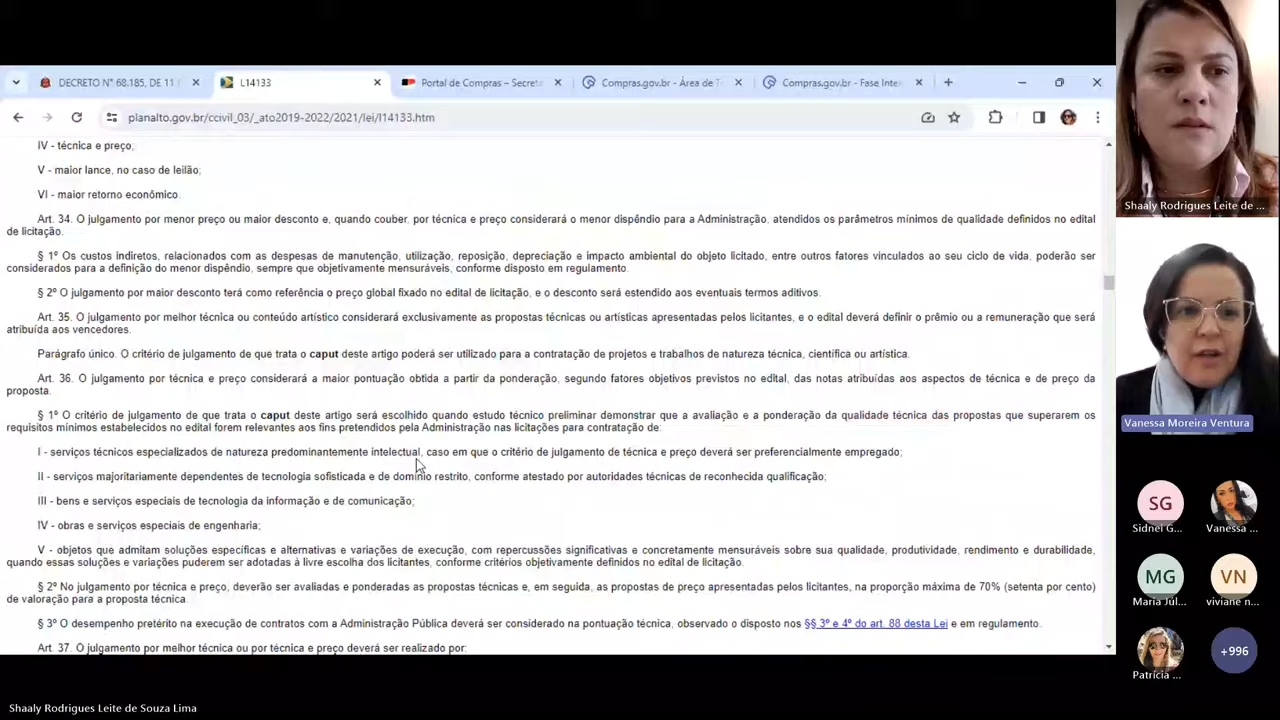 DECRETO N° 68.185, DE 11
L14133
Portal de Compras – Secreta
Compras.gov.br - Área de T
Compras.gov.br - Fase Inter
planalto.gov.br/ccivil_03/_ato2019-2022/2021/lei/l14133.htm
IV - técnica e preço;
V - maior lance, no caso de leilão;
VI - maior retorno econômico.
Art. 34. O julgamento por menor preço ou maior desconto e, quando couber, por técnica e preço considerará o menor dispêndio para a Administração, atendidos os parâmetros mínimos de qualidade definidos no edital
de licitação.
§ 1º Os custos indiretos, relacionados com as despesas de manutenção, utilização, reposição, depreciação e impacto ambiental do objeto licitado, entre outros fatores vinculados ao seu ciclo de vida, poderão ser
considerados para a definição do menor dispêndio, sempre que objetivamente mensuráveis, conforme disposto em regulamento.
§ 2º O julgamento por maior desconto terá como referência o preço global fixado no edital de licitação, e o desconto será estendido aos eventuais termos aditivos.
Art. 35. O julgamento por melhor técnica ou conteúdo artístico considerará exclusivamente as propostas técnicas ou artísticas apresentadas pelos licitantes, e o edital deverá definir o prêmio ou a remuneração que será
atribuída aos vencedores.
Parágrafo único. O critério de julgamento de que trata o caput deste artigo poderá ser utilizado para a contratação de projetos e trabalhos de natureza técnica, científica ou artística.
Art. 36. O julgamento por técnica e preço considerará a maior pontuação obtida a partir da ponderação, segundo fatores objetivos previstos no edital, das notas atribuídas aos aspectos de técnica e de preço da
proposta.
§ 1º O critério de julgamento de que trata o caput deste artigo será escolhido quando estudo técnico preliminar demonstrar que a avaliação e a ponderação da qualidade técnica das propostas que superarem os
requisitos mínimos estabelecidos no edital forem relevantes aos fins pretendidos pela Administração nas licitações para contratação de:
I - serviços técnicos especializados de natureza predominantemente intelectual, caso em que o critério de julgamento de técnica e preço deverá ser preferencialmente empregado;
II - serviços majoritariamente dependentes de tecnologia sofisticada e de domínio restrito, conforme atestado por autoridades técnicas de reconhecida qualificação;
III - bens e serviços especiais de tecnologia da informação e de comunicação;
IV - obras e serviços especiais de engenharia;
V - objetos que admitam soluções específicas e alternativas e variações de execução, com repercussões significativas e concretamente mensuráveis sobre sua qualidade, produtividade, rendimento e durabilidade,
quando essas soluções e variações puderem ser adotadas à livre escolha dos licitantes, conforme critérios objetivamente definidos no edital de licitação.
§ 2º No julgamento por técnica e preço, deverão ser avaliadas e ponderadas as propostas técnicas e, em seguida, as propostas de preço apresentadas pelos licitantes, na proporção máxima de 70% (setenta por cento)
de valoração para a proposta técnica.
§ 3º O desempenho pretérito na execução de contratos com a Administração Pública deverá ser considerado na pontuação técnica, observado o disposto nos §§ 3º e 4º do art. 88 desta Lei e em regulamento.
Art. 37. O julgamento por melhor técnica ou por técnica e preço deverá ser realizado por:
Shaaly Rodrigues Leite de ...
Vanessa Moreira Ventura
SG
Sidnei G...
Vanessa ...
MG
Maria Júl...
VN
viviane n...
Patrícia ...
+996
Shaaly Rodrigues Leite de Souza Lima